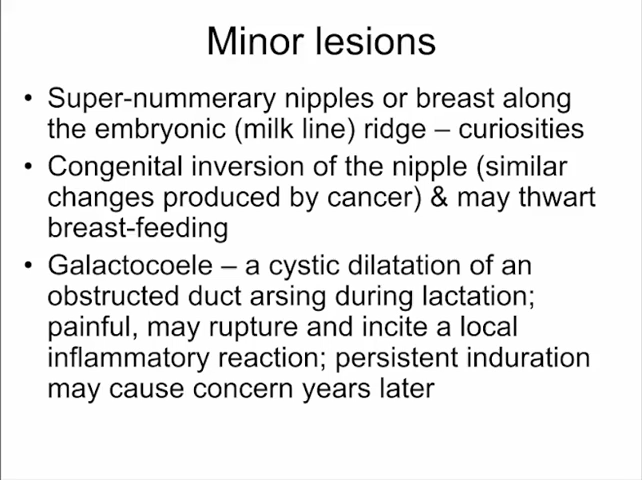 Minor lesions
• Super-nummerary nipples or breast along
the embryonic (milk line) ridge – curiosities
• Congenital inversion of the nipple (similar
changes produced by cancer) & may thwart
breast-feeding
• Galactocoele – a cystic dilatation of an
obstructed duct arsing during lactation;
painful, may rupture and incite a local
inflammatory reaction; persistent induration
may cause concern years later